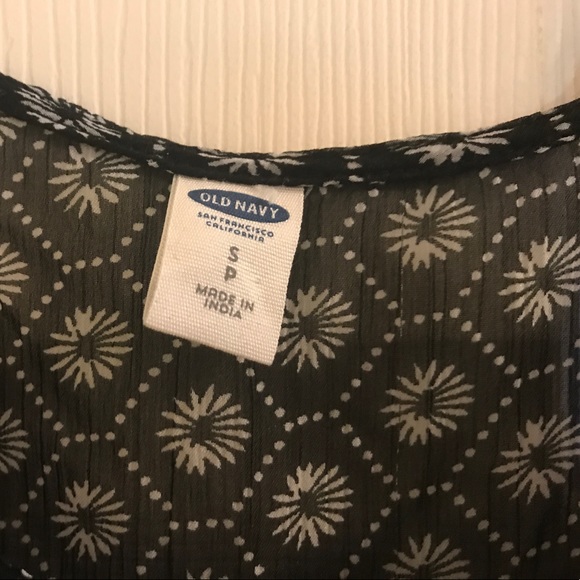 OLD NAVY
SAN FRANCISCO
CALIFORNIA
S
P
MADE IN
INDIA